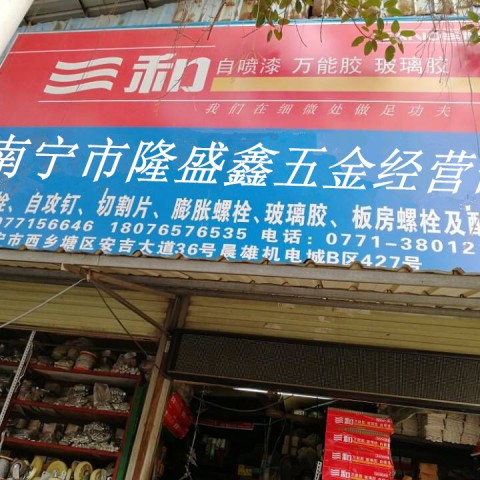 三和 自喷漆 万能胶 玻璃胶
我们在细微处做足功夫
南宁市隆盛鑫五金经营
栓、自攻钉、切割片、膨胀螺栓、玻璃胶、板房螺栓及配
977156646 18076576535 电话：0771-38012
宁市西乡塘区安吉大道36号晨雄机电城B区427号
三和
三和
三和
三和